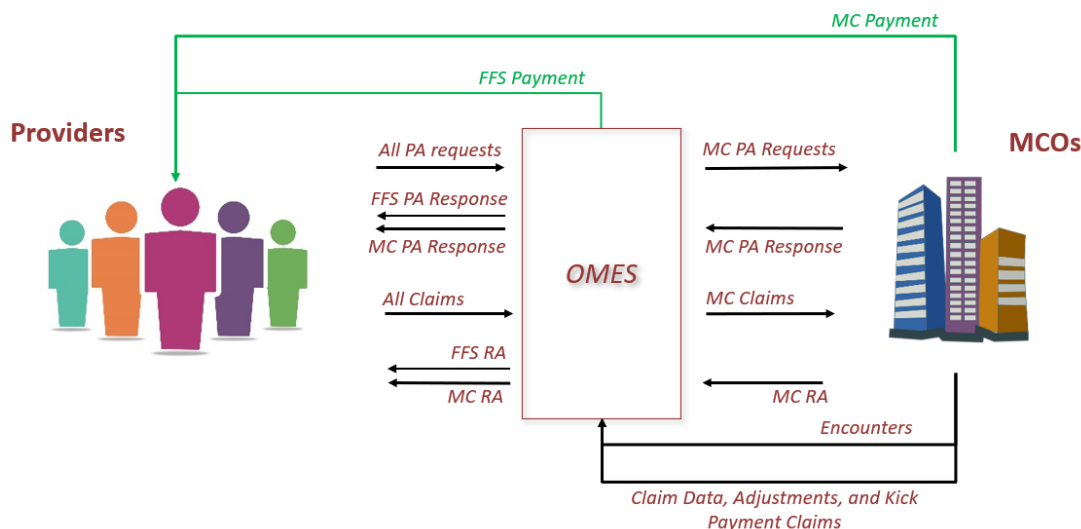 MC Payment
FFS Payment
Providers
MCOs
All PA requests
MC PA Requests
FFS PA Response
MC PA Response
MC PA Response
OMES
All Claims
MC Claims
FFS RA
MC RA
MC RA
Encounters
Claim Data, Adjustments, and Kick
Payment Claims